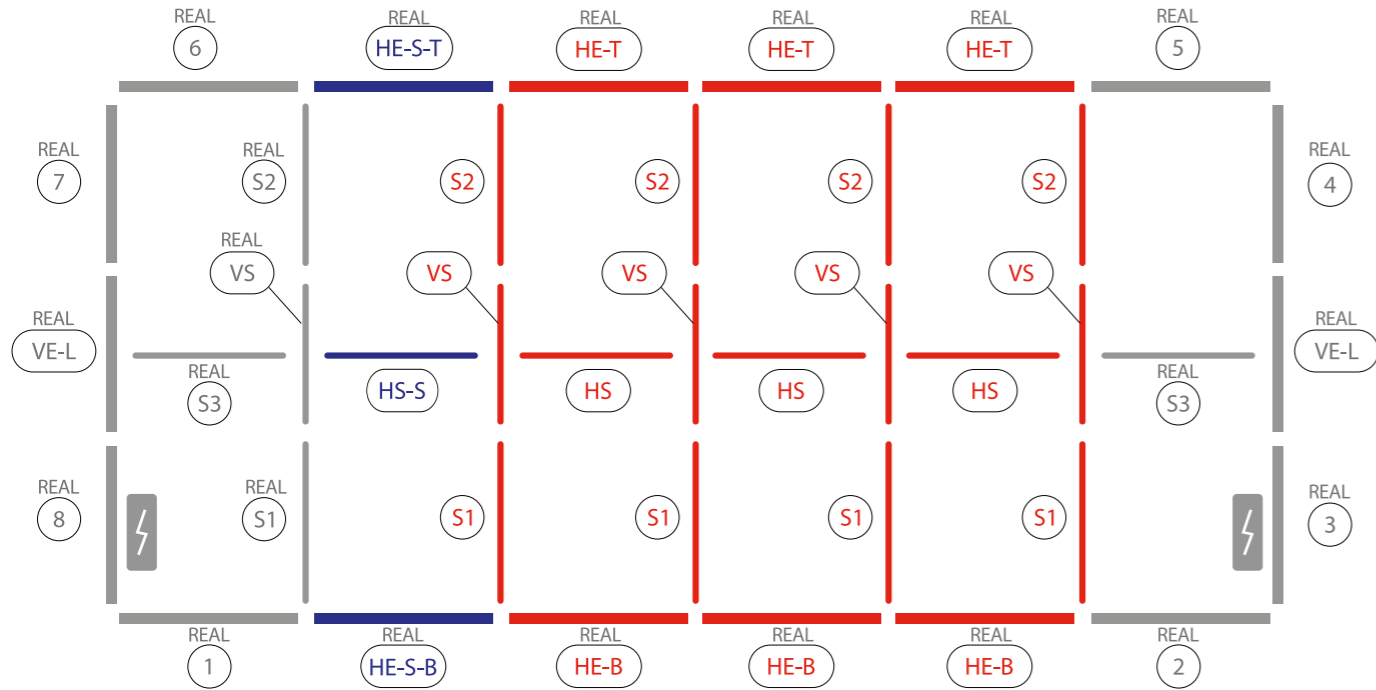 REAL REAL REAL REAL REAL REAL
6 HE-S-T HE-T HE-T HE-T 5
REAL REAL REAL
7 S2 S2 S2 S2 S2 4
REAL
VS VS VS VS VS
REAL REAL
VE-L VE-L
REAL REAL
S3 HS-S HS HS HS S3
REAL REAL REAL
8 S1 S1 S1 S1 S1 3
REAL REAL REAL REAL REAL REAL
1 HE-S-B HE-B HE-B HE-B 2